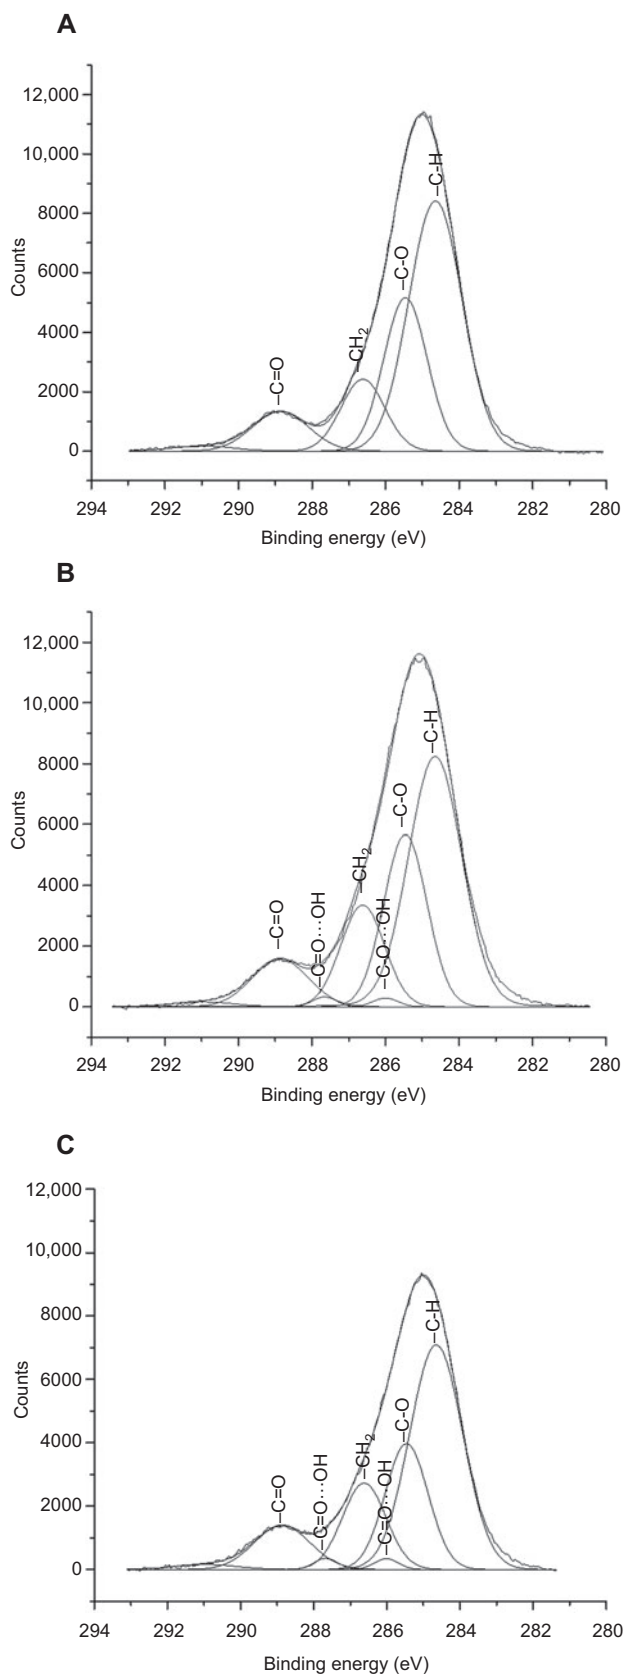 A
12,000
10,000
8000
6000
4000
2000
0
Counts
–C=O
–CH2
–C-O
–C-H
294 292 290 288 286 284 282 280
Binding energy (eV)
B
12,000
10,000
8000
6000
4000
2000
0
Counts
–C=O
–C=O···OH
–CH2
–C-O···OH
–C-O
–C-H
294 292 290 288 286 284 282 280
Binding energy (eV)
C
12,000
10,000
8000
6000
4000
2000
0
Counts
–C=O
–C=O···OH
–CH2
–C=O···OH
–C-O
–C-H
294 292 290 288 286 284 282 280
Binding energy (eV)